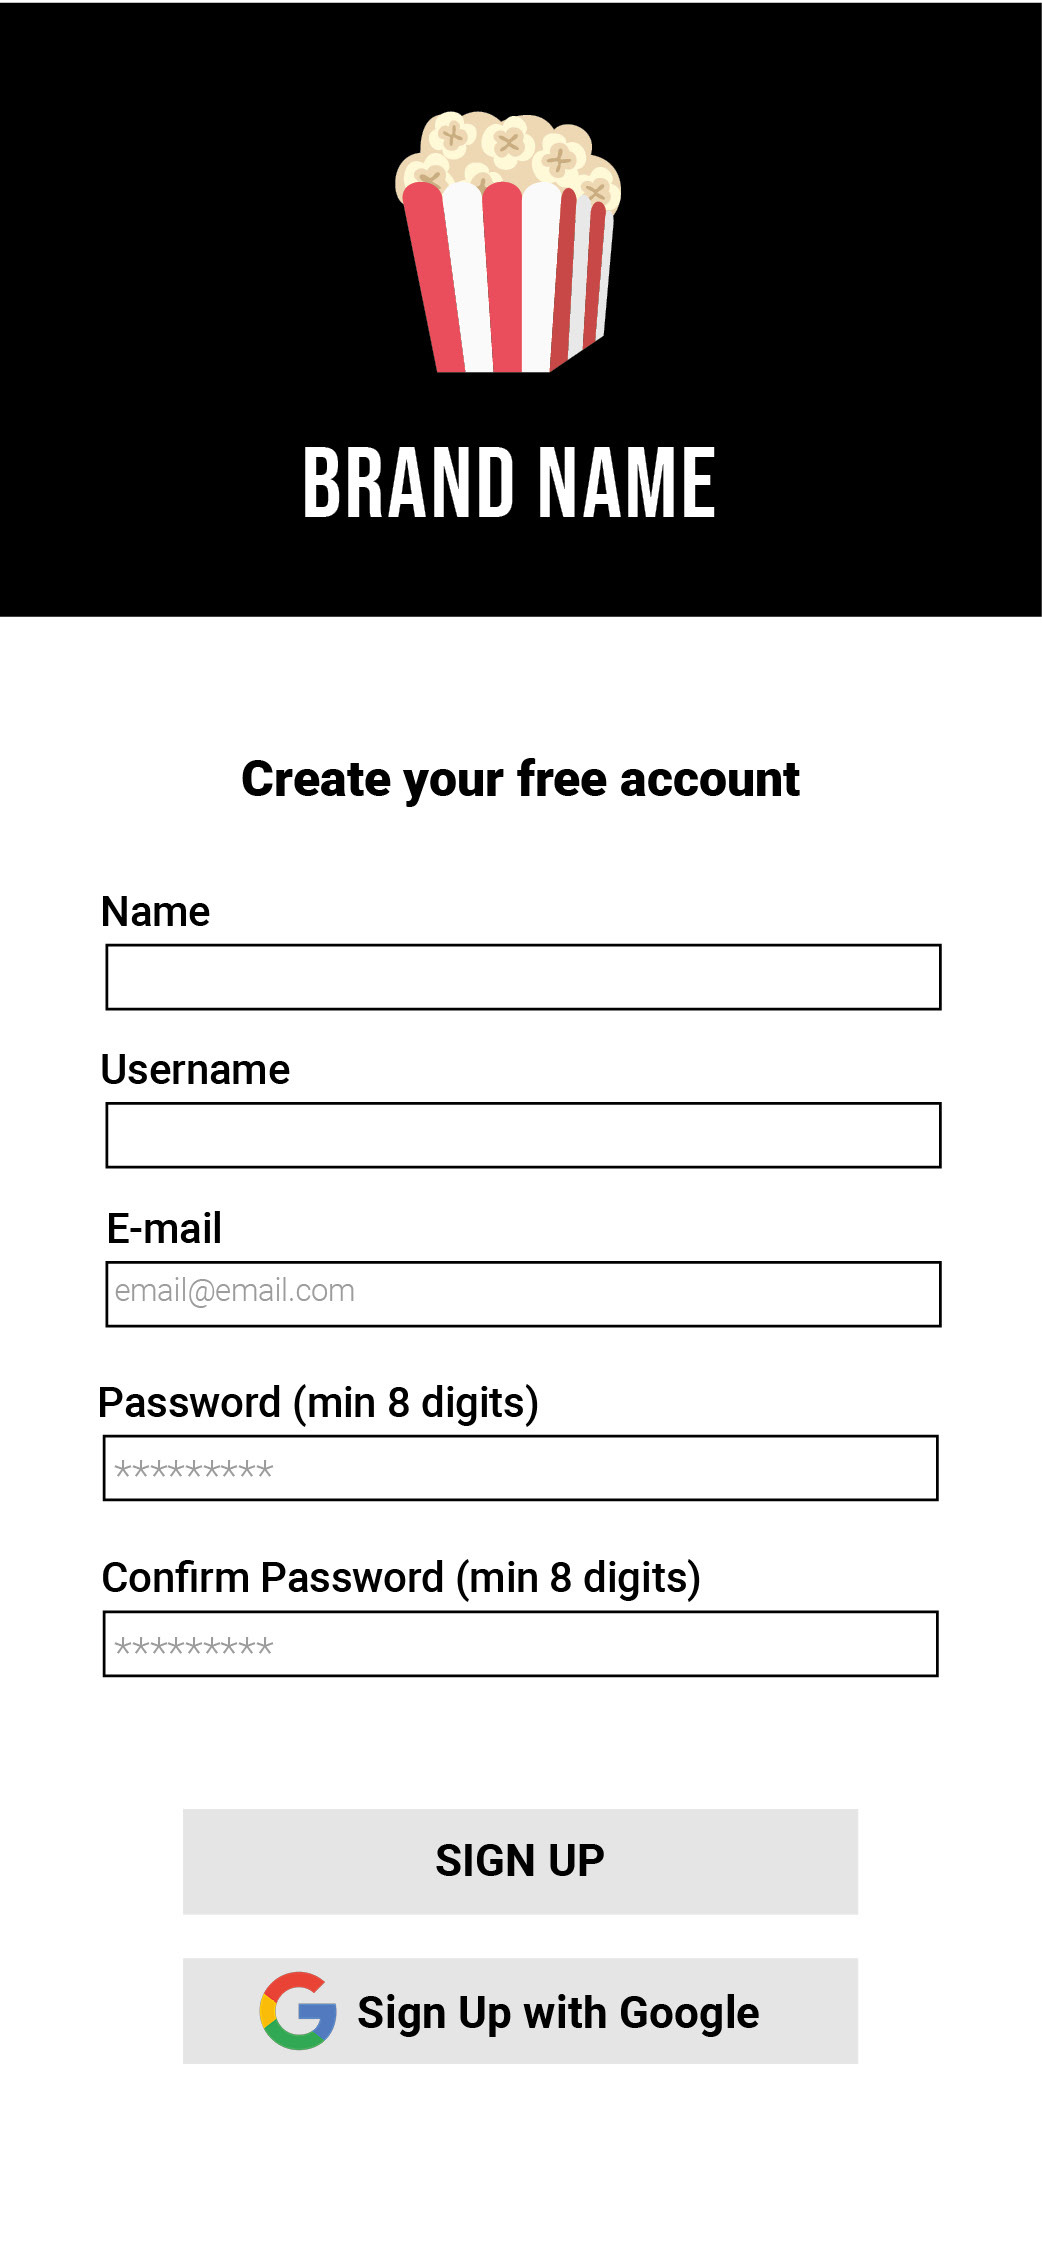 BRAND NAME
Create your free account
Name
Username
E-mail
email@email.com
Password (min 8 digits)
*********
Confirm Password (min 8 digits)
*********
SIGN UP
Sign Up with Google